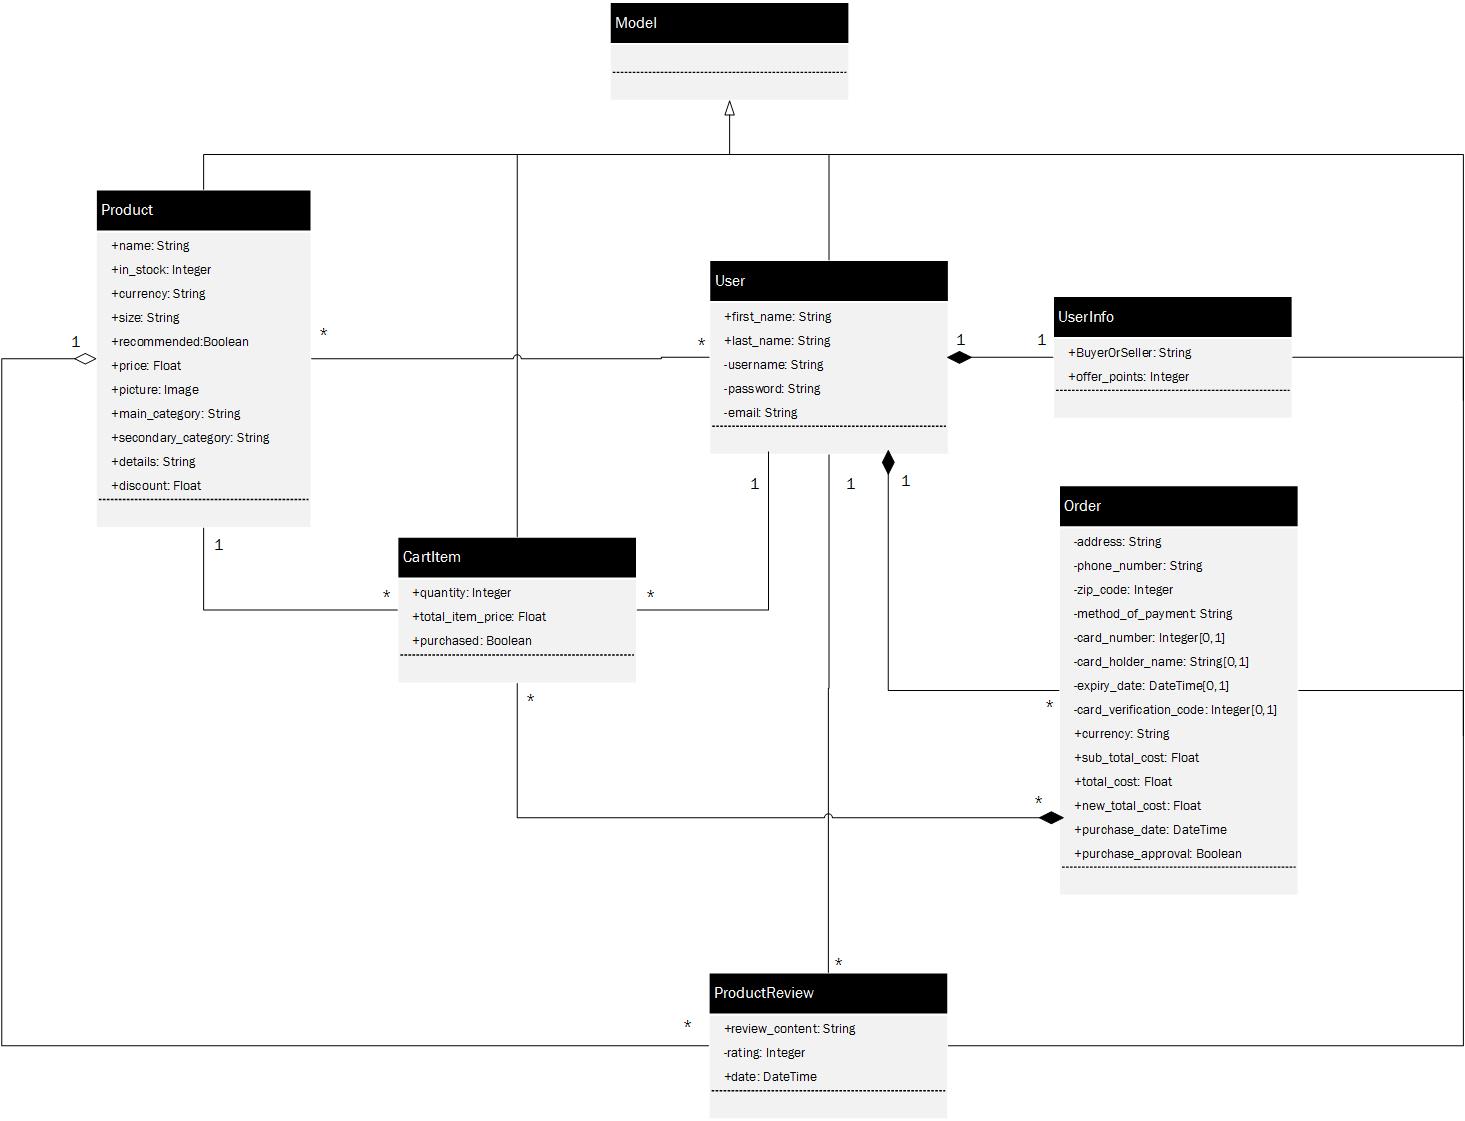 Model
Product
+name: String
+in_stock: Integer
+currency: String
+size: String
+recommended:Boolean
+price: Float
+picture: Image
+main_category: String
+secondary_category: String
+details: String
+discount: Float
1
*
*
User
+first_name: String
+last_name: String
-username: String
-password: String
-email: String
1
1
UserInfo
+BuyerOrSeller: String
+offer_points: Integer
1
1
1
1
*
CartItem
+quantity: Integer
+total_item_price: Float
+purchased: Boolean
*
*
Order
-address: String
-phone_number: String
-zip_code: Integer
-method_of_payment: String
-card_number: Integer[0,1]
-card_holder_name: String[0,1]
-expiry_date: DateTime[0,1]
-card_verification_code: Integer[0,1]
+currency: String
+sub_total_cost: Float
+total_cost: Float
+new_total_cost: Float
+purchase_date: DateTime
+purchase_approval: Boolean
*
*
*
ProductReview
+review_content: String
-rating: Integer
+date: DateTime
*